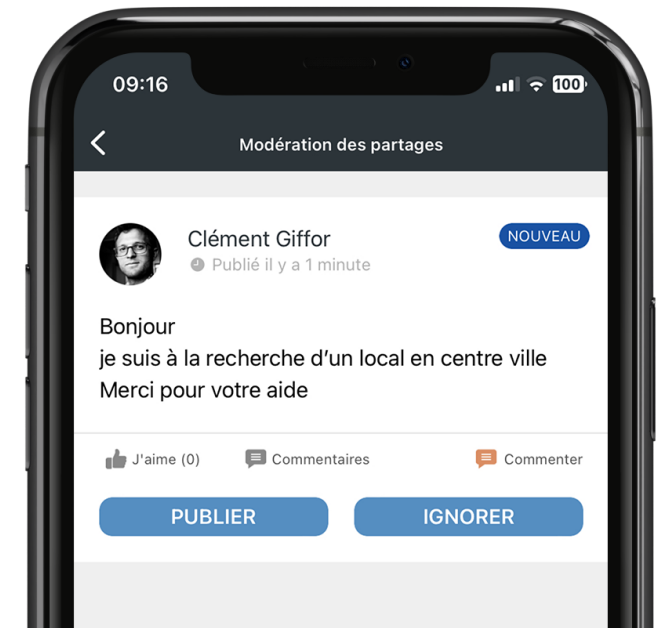 09:16
100
Modération des partages
Clément Giffor
NOUVEAU
Publié il y a 1 minute
Bonjour
je suis à la recherche d’un local en centre ville
Merci pour votre aide
J'aime (0) Commentaires Commenter
PUBLIER IGNORER